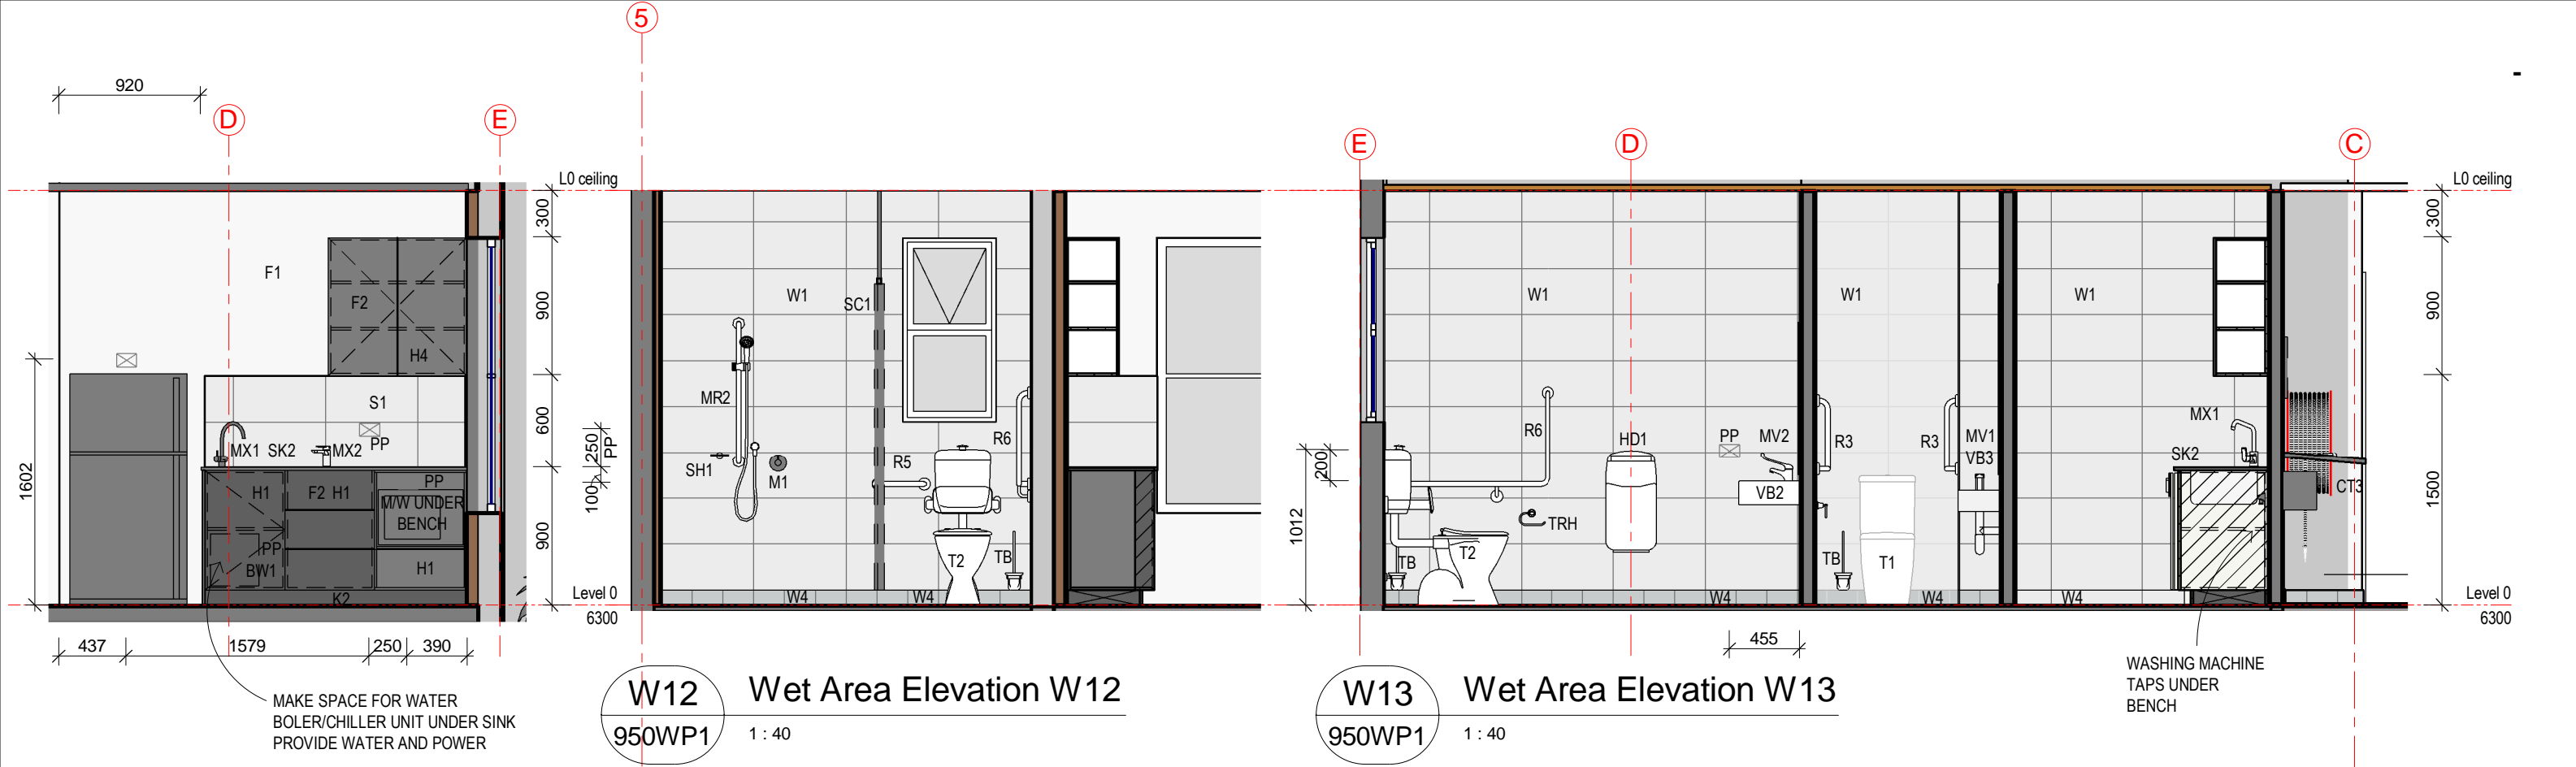 5
920
D
E
L0 ceiling
F1
F2
H4
S1
MX1
SK2
MX2
PP
H1
F2
H1
PP
M/W UNDER
BENCH
PP
BW1
H1
K2
1602
300
900
600
900
250
PP
100
Level 0
6300
437
1579
250
390
MAKE SPACE FOR WATER
BOLER/CHILLER UNIT UNDER SINK
PROVIDE WATER AND POWER
W1
SC1
MR2
SH1
M1
R5
R6
T2
TB
W4
W4
W12
950WP1
Wet Area Elevation W12
1 : 40
E
D
C
L0 ceiling
W1
W1
W1
R6
HD1
PP
MV2
VB2
R3
R3
MV1
VB3
MX1
SK2
CT3
TRH
TB
T2
TB
T1
W4
W4
W4
200
1012
300
900
1500
Level 0
6300
455
W13
950WP1
Wet Area Elevation W13
1 : 40
WASHING MACHINE
TAPS UNDER
BENCH
-